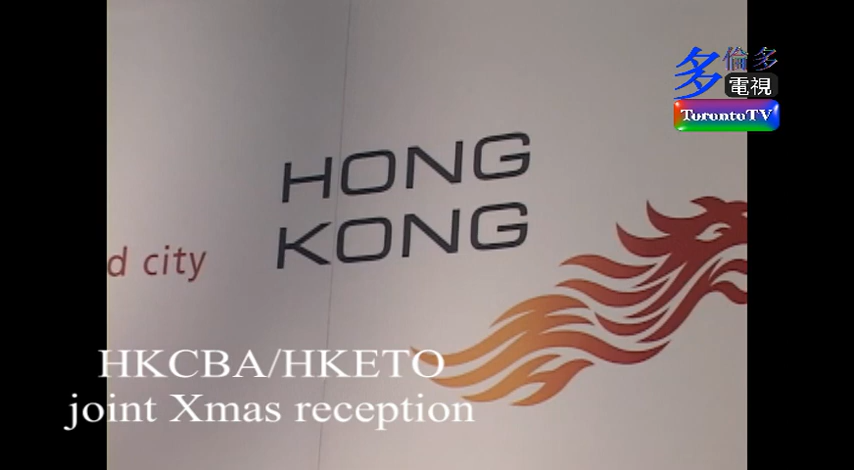 多倫多
電視
TorontoTV
HONG
KONG
d city
HKCBA/HKETO
joint Xmas reception